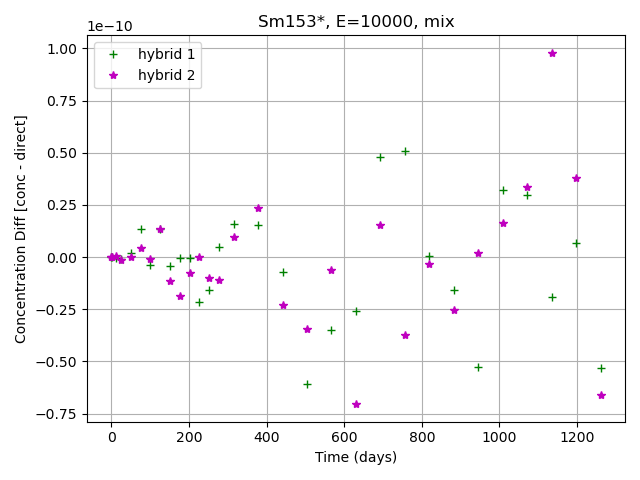 Sm153*, E=10000, mix
1e−10
hybrid 1
hybrid 2
1.00
0.75
0.50
0.25
0.00
−0.25
−0.50
−0.75
Concentration Diff [conc - direct]
0 200 400 600 800 1000 1200
Time (days)